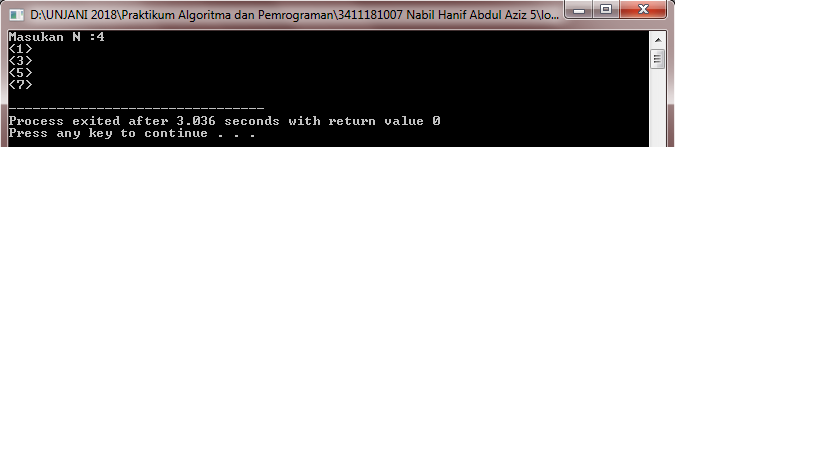 D:\UNJANI 2018\Praktikum Algoritma dan Pemrograman\3411181007 Nabil Hanif Abdul Aziz 5\lo...
Masukan N :4
<1>
<3>
<5>
<7>
--------------------------------
Process exited after 3.036 seconds with return value 0
Press any key to continue . . .